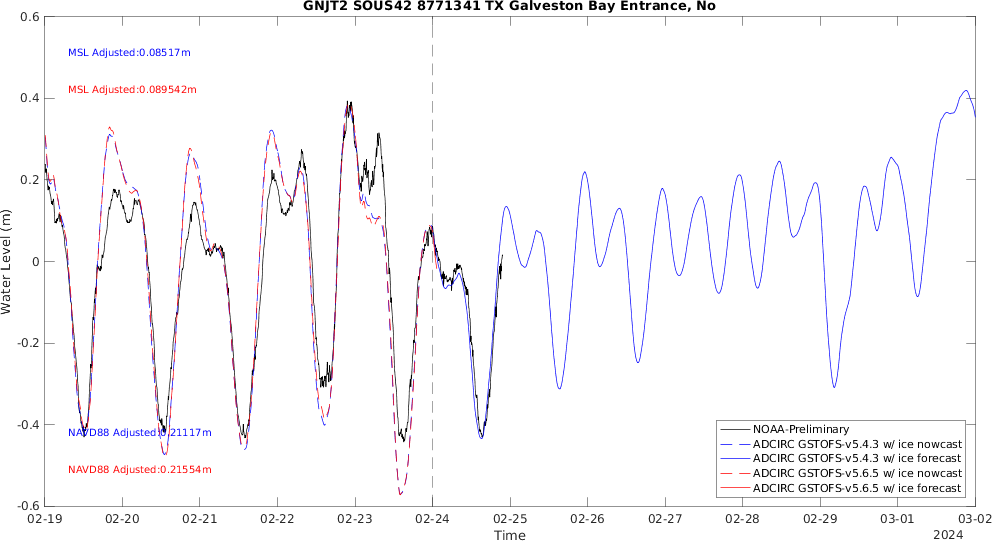 GNJT2 SOUS42 8771341 TX Galveston Bay Entrance, No
0.6
MSL Adjusted:0.08517m
MSL Adjusted:0.089542m
0.4
0.2
0
-0.2
-0.4
-0.6
Water Level (m)
NAVD88 Adjusted:0.21117m
NAVD88 Adjusted:0.21554m
NOAA-Preliminary
ADCIRC GSTOFS-v5.4.3 w/ ice nowcast
ADCIRC GSTOFS-v5.4.3 w/ ice forecast
ADCIRC GSTOFS-v5.6.5 w/ ice nowcast
ADCIRC GSTOFS-v5.6.5 w/ ice forecast
02-19 02-20 02-21 02-22 02-23 02-24 02-25 02-26 02-27 02-28 02-29 03-01 03-02
Time
2024